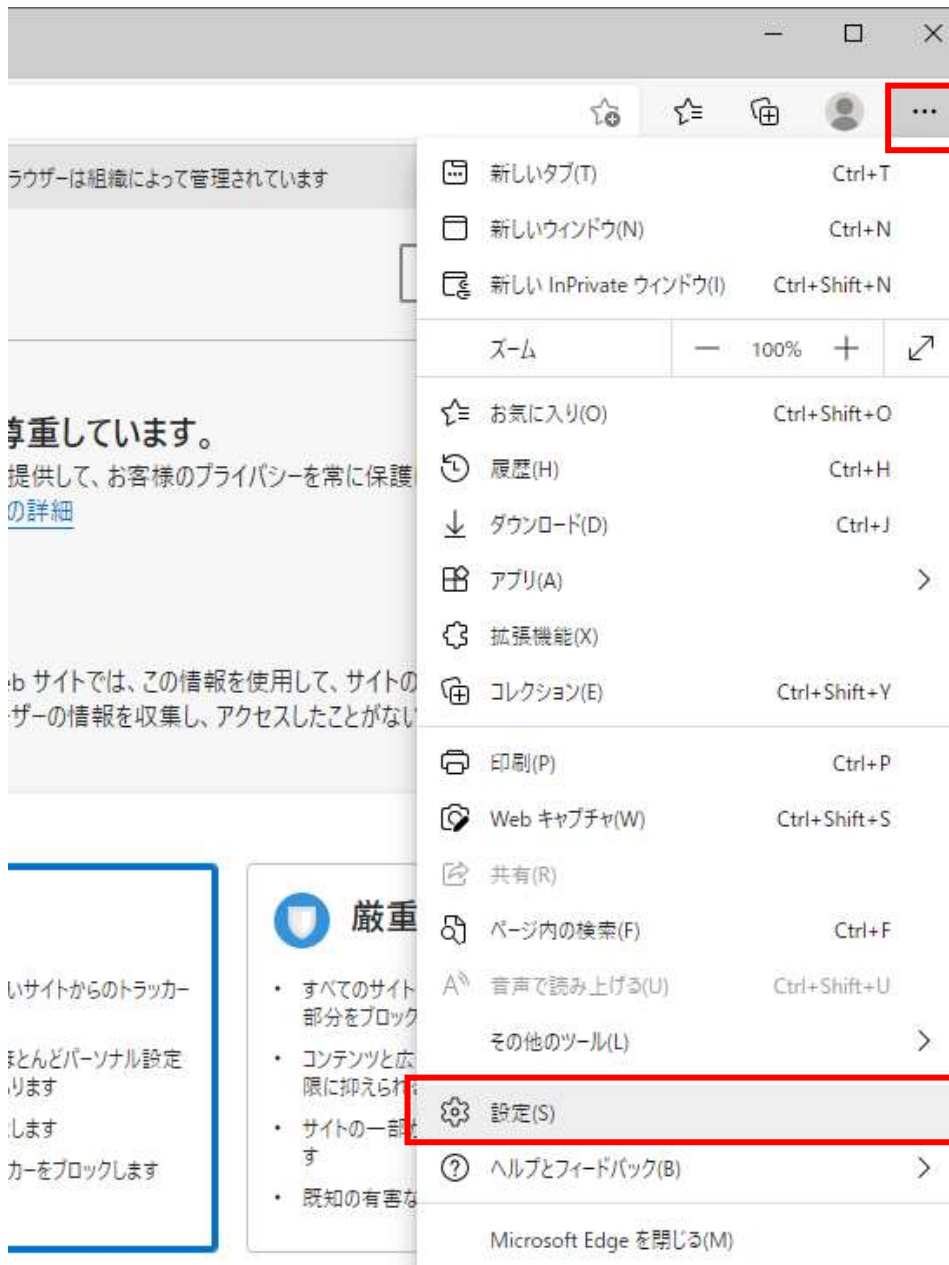 新しいタブ(T) Ctrl+T
新しいウィンドウ(N) Ctrl+N
新しい InPrivate ウィンドウ(I) Ctrl+Shift+N
ズーム 100%
お気に入り(O) Ctrl+Shift+O
履歴(H) Ctrl+H
ダウンロード(D) Ctrl+J
アプリ(A)
拡張機能(X)
コレクション(E) Ctrl+Shift+Y
印刷(P) Ctrl+P
Web キャプチャ(W) Ctrl+Shift+S
共有(R)
ページ内の検索(F) Ctrl+F
音声で読み上げる(U) Ctrl+Shift+U
その他のツール(L)
設定(S)
ヘルプとフィードバック(B)
Microsoft Edge を閉じる(M)
ラウザーは組織によって管理されています
尊重しています。
提供して、お客様のプライバシーを常に保護
の詳細
eb サイトでは、この情報を使用して、サイトの
ーザーの情報を収集し、アクセスしたことがない
いサイトからのトラッカー
ほとんどパーソナル設定
ります
します
カーをブロックします
厳重
• すべてのサイト
部分をブロック
• コンテンツと広
限に抑えられ
• サイトの一部
す
• 既知の有害な